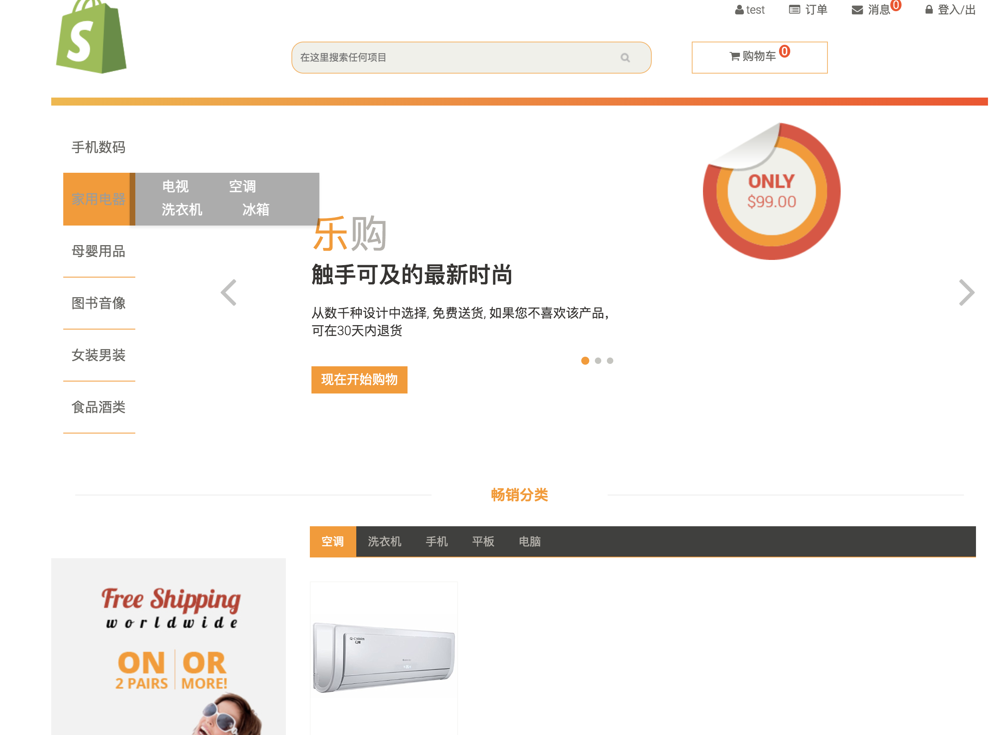 test 订单 消息 0 登入/出
在这里搜索任何项目
购物车 0
手机数码
家用电器
电视 空调
洗衣机 冰箱
母婴用品
图书音像
女装男装
食品酒类
ONLY
$99.00
乐购
触手可及的最新时尚
从数千种设计中选择, 免费送货, 如果您不喜欢该产品,
可在30天内退货
现在开始购物
畅销分类
空调 洗衣机 手机 平板 电脑
Free Shipping
worldwide
ON OR
2 PAIRS MORE!
Q·CHARM